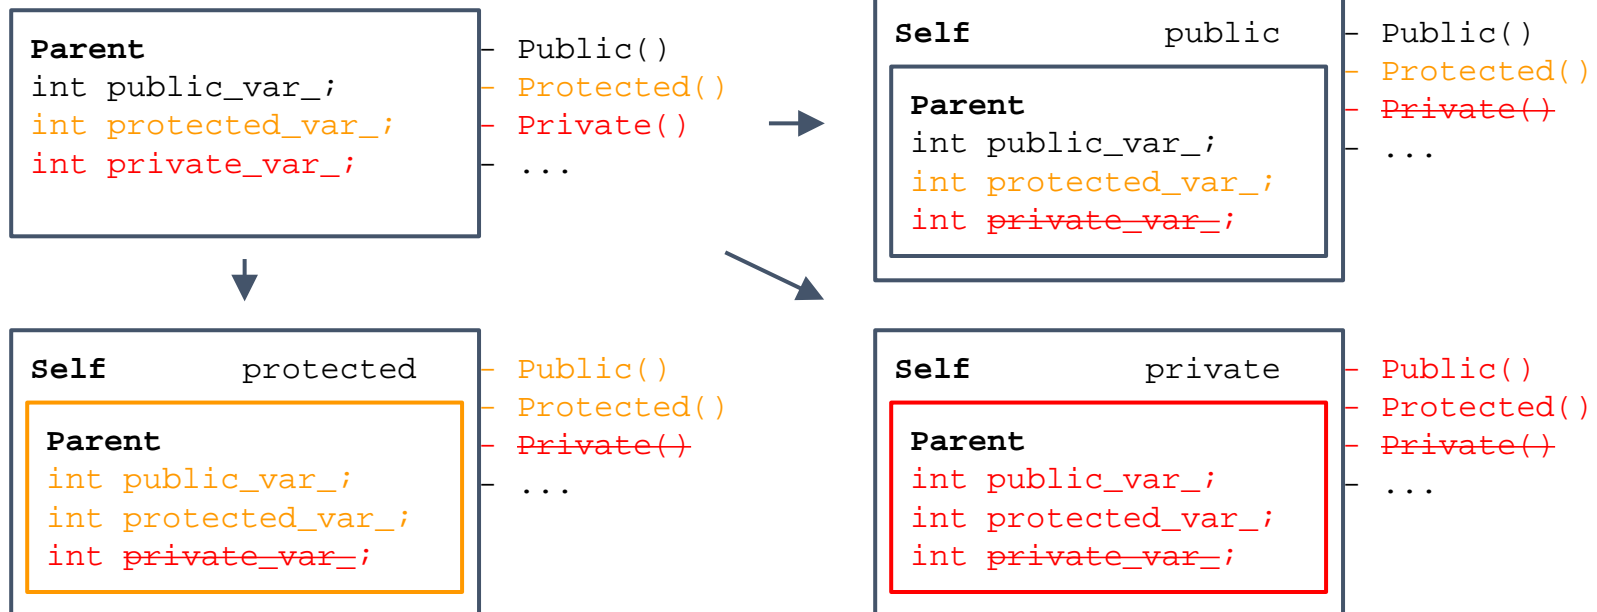 Parent
int public_var_;
int protected_var_;
int private_var_;
- Public()
- Protected()
- Private()
- ...
Self public
Parent
int public_var_;
int protected_var_;
int private_var_;
- Public()
- Protected()
- Private()
- ...
Self protected
Parent
int public_var_;
int protected_var_;
int private_var_;
- Public()
- Protected()
- Private()
- ...
Self private
Parent
int public_var_;
int protected_var_;
int private_var_;
- Public()
- Protected()
- Private()
- ...